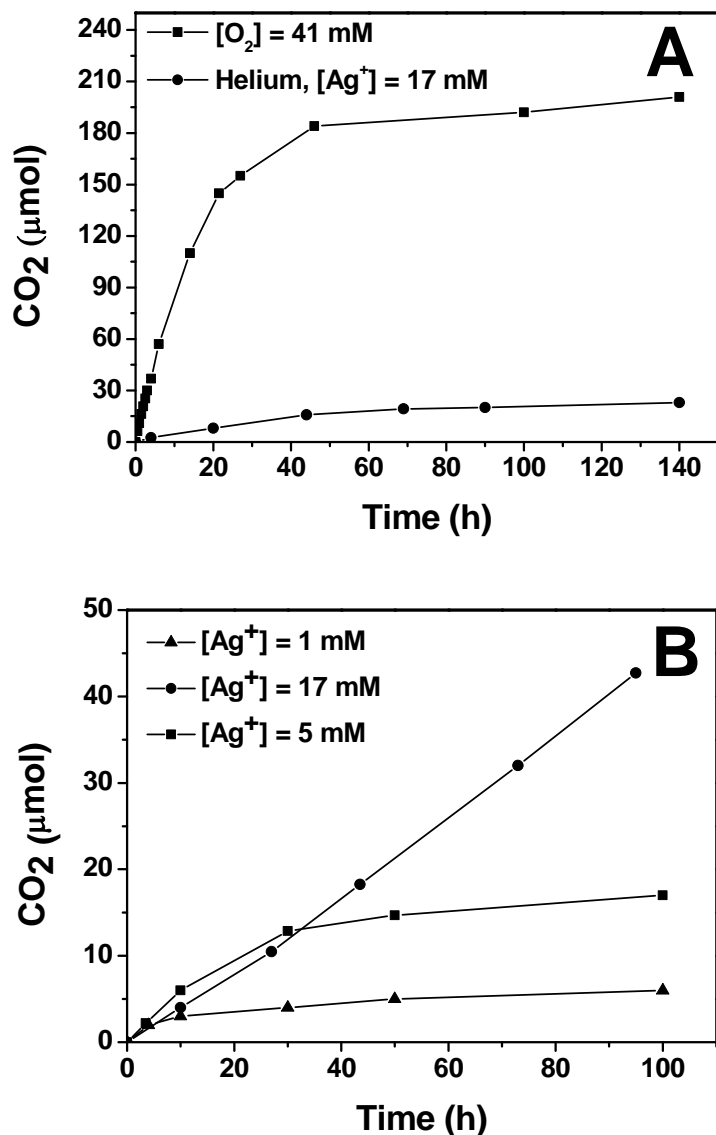 A
[O₂] = 41 mM
Helium, [Ag⁺] = 17 mM
CO₂ (μmol)
240
210
180
150
120
90
60
30
0
0 20 40 60 80 100 120 140
Time (h)
B
[Ag⁺] = 1 mM
[Ag⁺] = 17 mM
[Ag⁺] = 5 mM
CO₂ (μmol)
50
40
30
20
10
0
0 20 40 60 80 100
Time (h)